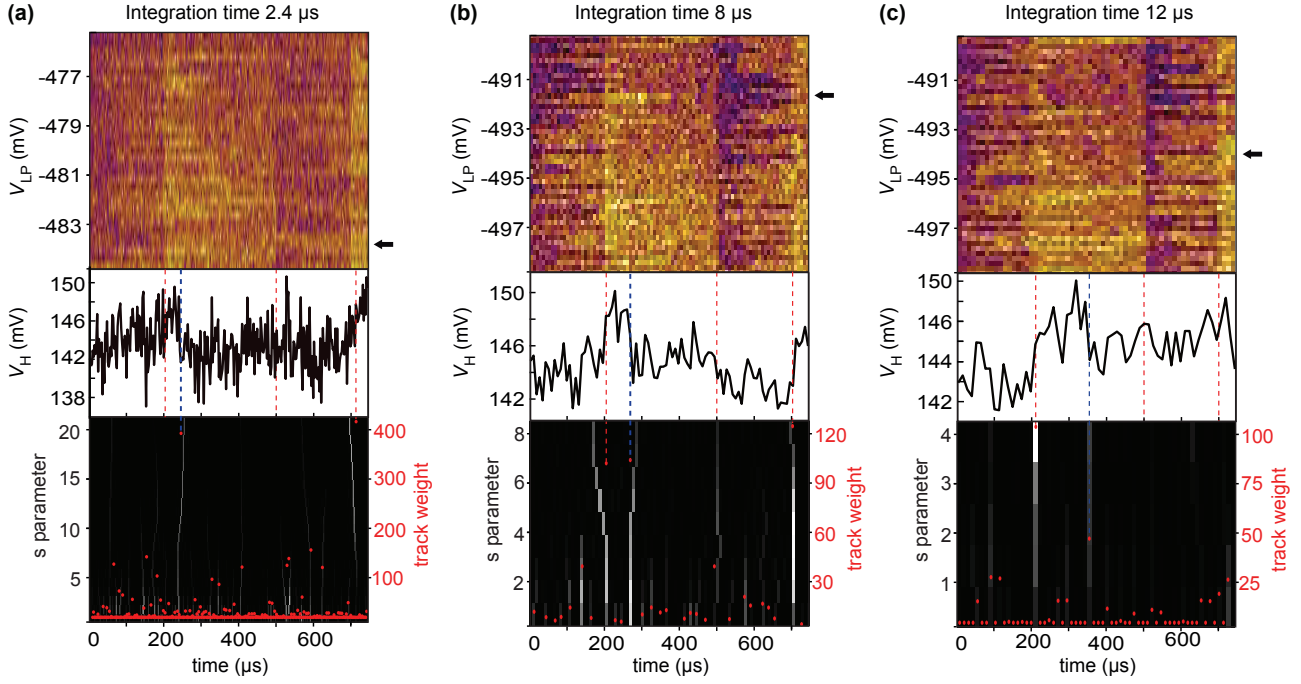 (a) Integration time 2.4 µs
V_LP (mV)
-477
-479
-481
-483
V_H (mV)
150
146
142
138
s parameter
20
15
10
5
track weight
400
300
200
100
0 200 400 600
time (µs)
(b) Integration time 8 µs
V_LP (mV)
-491
-493
-495
-497
V_H (mV)
150
146
142
s parameter
8
6
4
2
track weight
120
90
60
30
0 200 400 600
time (µs)
(c) Integration time 12 µs
V_LP (mV)
-491
-493
-495
-497
V_H (mV)
150
146
144
142
s parameter
4
3
2
1
track weight
100
75
50
25
0 200 400 600
time (µs)